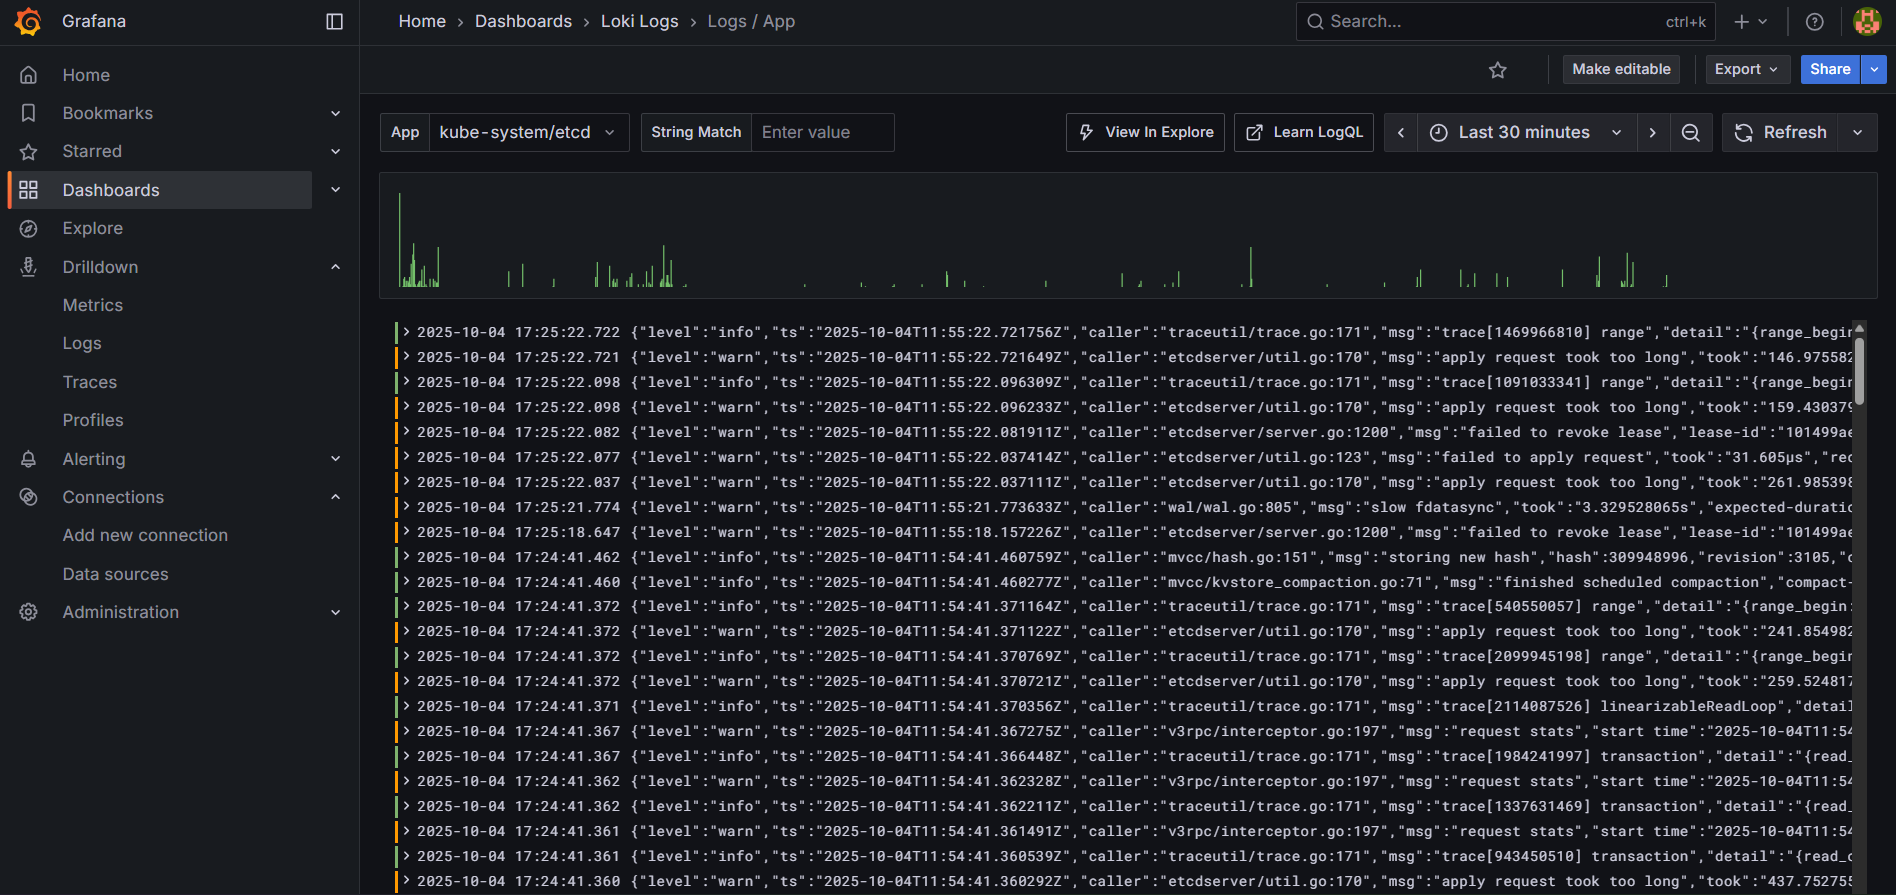 Grafana
Home › Dashboards › Loki Logs › Logs / App
Search...
ctrl+k
Make editable
Export
Share
Home
Bookmarks
Starred
Dashboards
Explore
Drilldown
Metrics
Logs
Traces
Profiles
Alerting
Connections
Add new connection
Data sources
Administration
App
kube-system/etcd
String Match
Enter value
View In Explore
Learn LogQL
Last 30 minutes
Refresh
2025-10-04 17:25:22.722 {"level":"info","ts":"2025-10-04T11:55:22.721756Z","caller":"traceutil/trace.go:171","msg":"trace[1469966810] range","detail":"{range_begin
2025-10-04 17:25:22.721 {"level":"warn","ts":"2025-10-04T11:55:22.721649Z","caller":"etcdserver/util.go:170","msg":"apply request took too long","took":"146.975582
2025-10-04 17:25:22.098 {"level":"info","ts":"2025-10-04T11:55:22.096309Z","caller":"traceutil/trace.go:171","msg":"trace[1091033341] range","detail":"{range_begin
2025-10-04 17:25:22.098 {"level":"warn","ts":"2025-10-04T11:55:22.096233Z","caller":"etcdserver/util.go:170","msg":"apply request took too long","took":"159.430379
2025-10-04 17:25:22.082 {"level":"warn","ts":"2025-10-04T11:55:22.081911Z","caller":"etcdserver/server.go:1200","msg":"failed to revoke lease","lease-id":"101499ae
2025-10-04 17:25:22.077 {"level":"warn","ts":"2025-10-04T11:55:22.037414Z","caller":"etcdserver/util.go:123","msg":"failed to apply request","took":"31.605µs","rec
2025-10-04 17:25:22.037 {"level":"warn","ts":"2025-10-04T11:55:22.037111Z","caller":"etcdserver/util.go:170","msg":"apply request took too long","took":"261.985398
2025-10-04 17:25:21.774 {"level":"warn","ts":"2025-10-04T11:55:21.773633Z","caller":"wal/wal.go:805","msg":"slow fdatasync","took":"3.329528065s","expected-duratio
2025-10-04 17:25:18.647 {"level":"warn","ts":"2025-10-04T11:55:18.157226Z","caller":"etcdserver/server.go:1200","msg":"failed to revoke lease","lease-id":"101499ae
2025-10-04 17:24:41.462 {"level":"info","ts":"2025-10-04T11:54:41.460759Z","caller":"mvcc/hash.go:151","msg":"storing new hash","hash":309948996,"revision":3105,"c
2025-10-04 17:24:41.460 {"level":"info","ts":"2025-10-04T11:54:41.460277Z","caller":"mvcc/kvstore_compaction.go:71","msg":"finished scheduled compaction","compact-
2025-10-04 17:24:41.372 {"level":"info","ts":"2025-10-04T11:54:41.371164Z","caller":"traceutil/trace.go:171","msg":"trace[540550057] range","detail":"{range_begin:
2025-10-04 17:24:41.372 {"level":"warn","ts":"2025-10-04T11:54:41.371122Z","caller":"etcdserver/util.go:170","msg":"apply request took too long","took":"241.854982
2025-10-04 17:24:41.372 {"level":"info","ts":"2025-10-04T11:54:41.370769Z","caller":"traceutil/trace.go:171","msg":"trace[2099945198] range","detail":"{range_begin
2025-10-04 17:24:41.372 {"level":"warn","ts":"2025-10-04T11:54:41.370721Z","caller":"etcdserver/util.go:170","msg":"apply request took too long","took":"259.524817
2025-10-04 17:24:41.371 {"level":"info","ts":"2025-10-04T11:54:41.370356Z","caller":"traceutil/trace.go:171","msg":"trace[2114087526] linearizableReadLoop","detail
2025-10-04 17:24:41.367 {"level":"warn","ts":"2025-10-04T11:54:41.367275Z","caller":"v3rpc/interceptor.go:197","msg":"request stats","start time":"2025-10-04T11:54
2025-10-04 17:24:41.367 {"level":"info","ts":"2025-10-04T11:54:41.366448Z","caller":"traceutil/trace.go:171","msg":"trace[1984241997] transaction","detail":"{read_
2025-10-04 17:24:41.362 {"level":"warn","ts":"2025-10-04T11:54:41.362328Z","caller":"v3rpc/interceptor.go:197","msg":"request stats","start time":"2025-10-04T11:54
2025-10-04 17:24:41.362 {"level":"info","ts":"2025-10-04T11:54:41.362211Z","caller":"traceutil/trace.go:171","msg":"trace[1337631469] transaction","detail":"{read_
2025-10-04 17:24:41.361 {"level":"warn","ts":"2025-10-04T11:54:41.361491Z","caller":"v3rpc/interceptor.go:197","msg":"request stats","start time":"2025-10-04T11:54
2025-10-04 17:24:41.361 {"level":"info","ts":"2025-10-04T11:54:41.360539Z","caller":"traceutil/trace.go:171","msg":"trace[943450510] transaction","detail":"{read_c
2025-10-04 17:24:41.360 {"level":"warn","ts":"2025-10-04T11:54:41.360292Z","caller":"etcdserver/util.go:170","msg":"apply request took too long","took":"437.752755